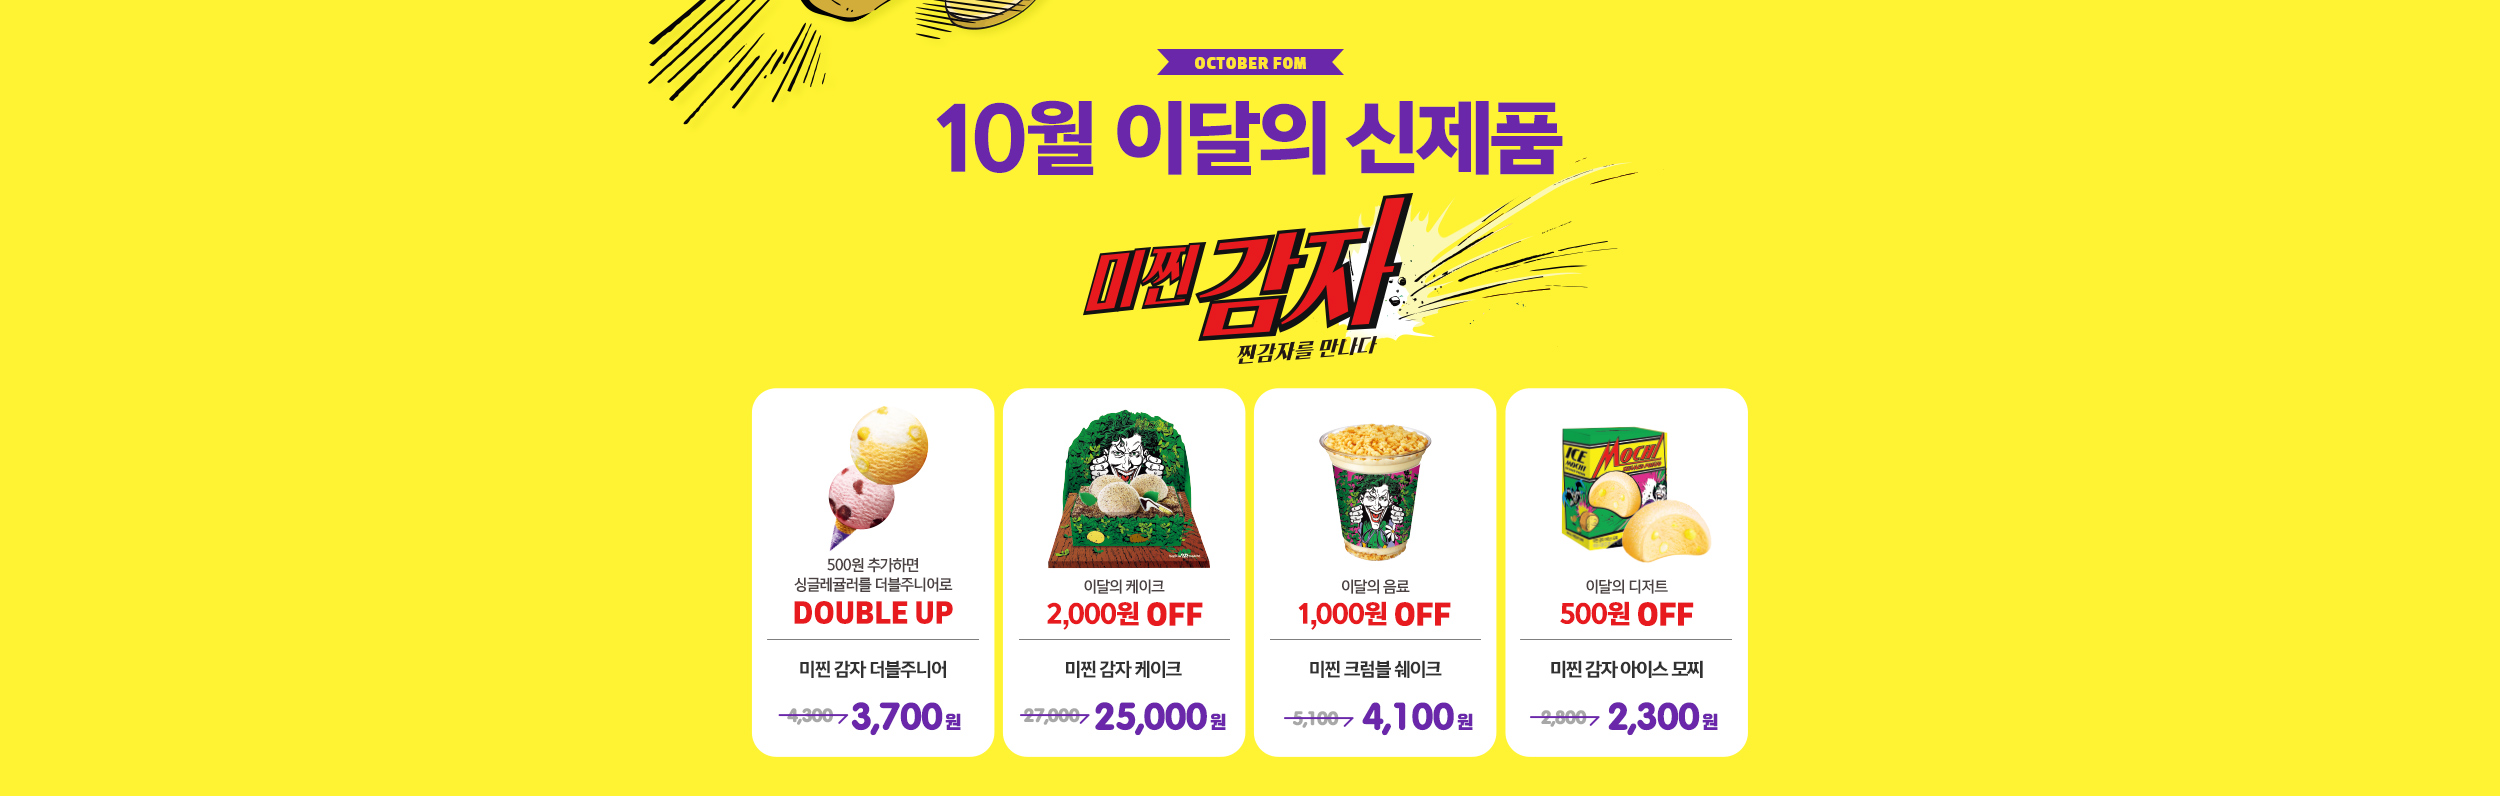 OCTOBER FOM
10월 이달의 신제품
미찐 감자
찐감자를 만나다
500원 추가하면
싱글레귤러를 더블주니어로
DOUBLE UP
미찐 감자 더블주니어
4,300 3,700원
이달의 케이크
2,000원 OFF
미찐 감자 케이크
27,000 25,000원
이달의 음료
1,000원 OFF
미찐 크럼블 쉐이크
5,100 4,100원
ICE
MOCHI
MOCHI
이달의 디저트
500원 OFF
미찐 감자 아이스 모찌
2,800 2,300원